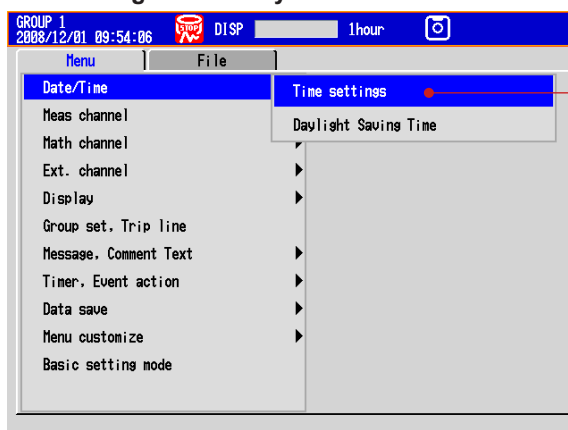 GROUP 1
2008/12/01 09:54:06
STOP
DISP
1hour
Menu
File
Date/Time
Time settings
Daylight Saving Time
Meas channel
Math channel
Ext. channel
Display
Group set, Trip line
Message, Comment Text
Timer, Event action
Data save
Menu customize
Basic setting mode